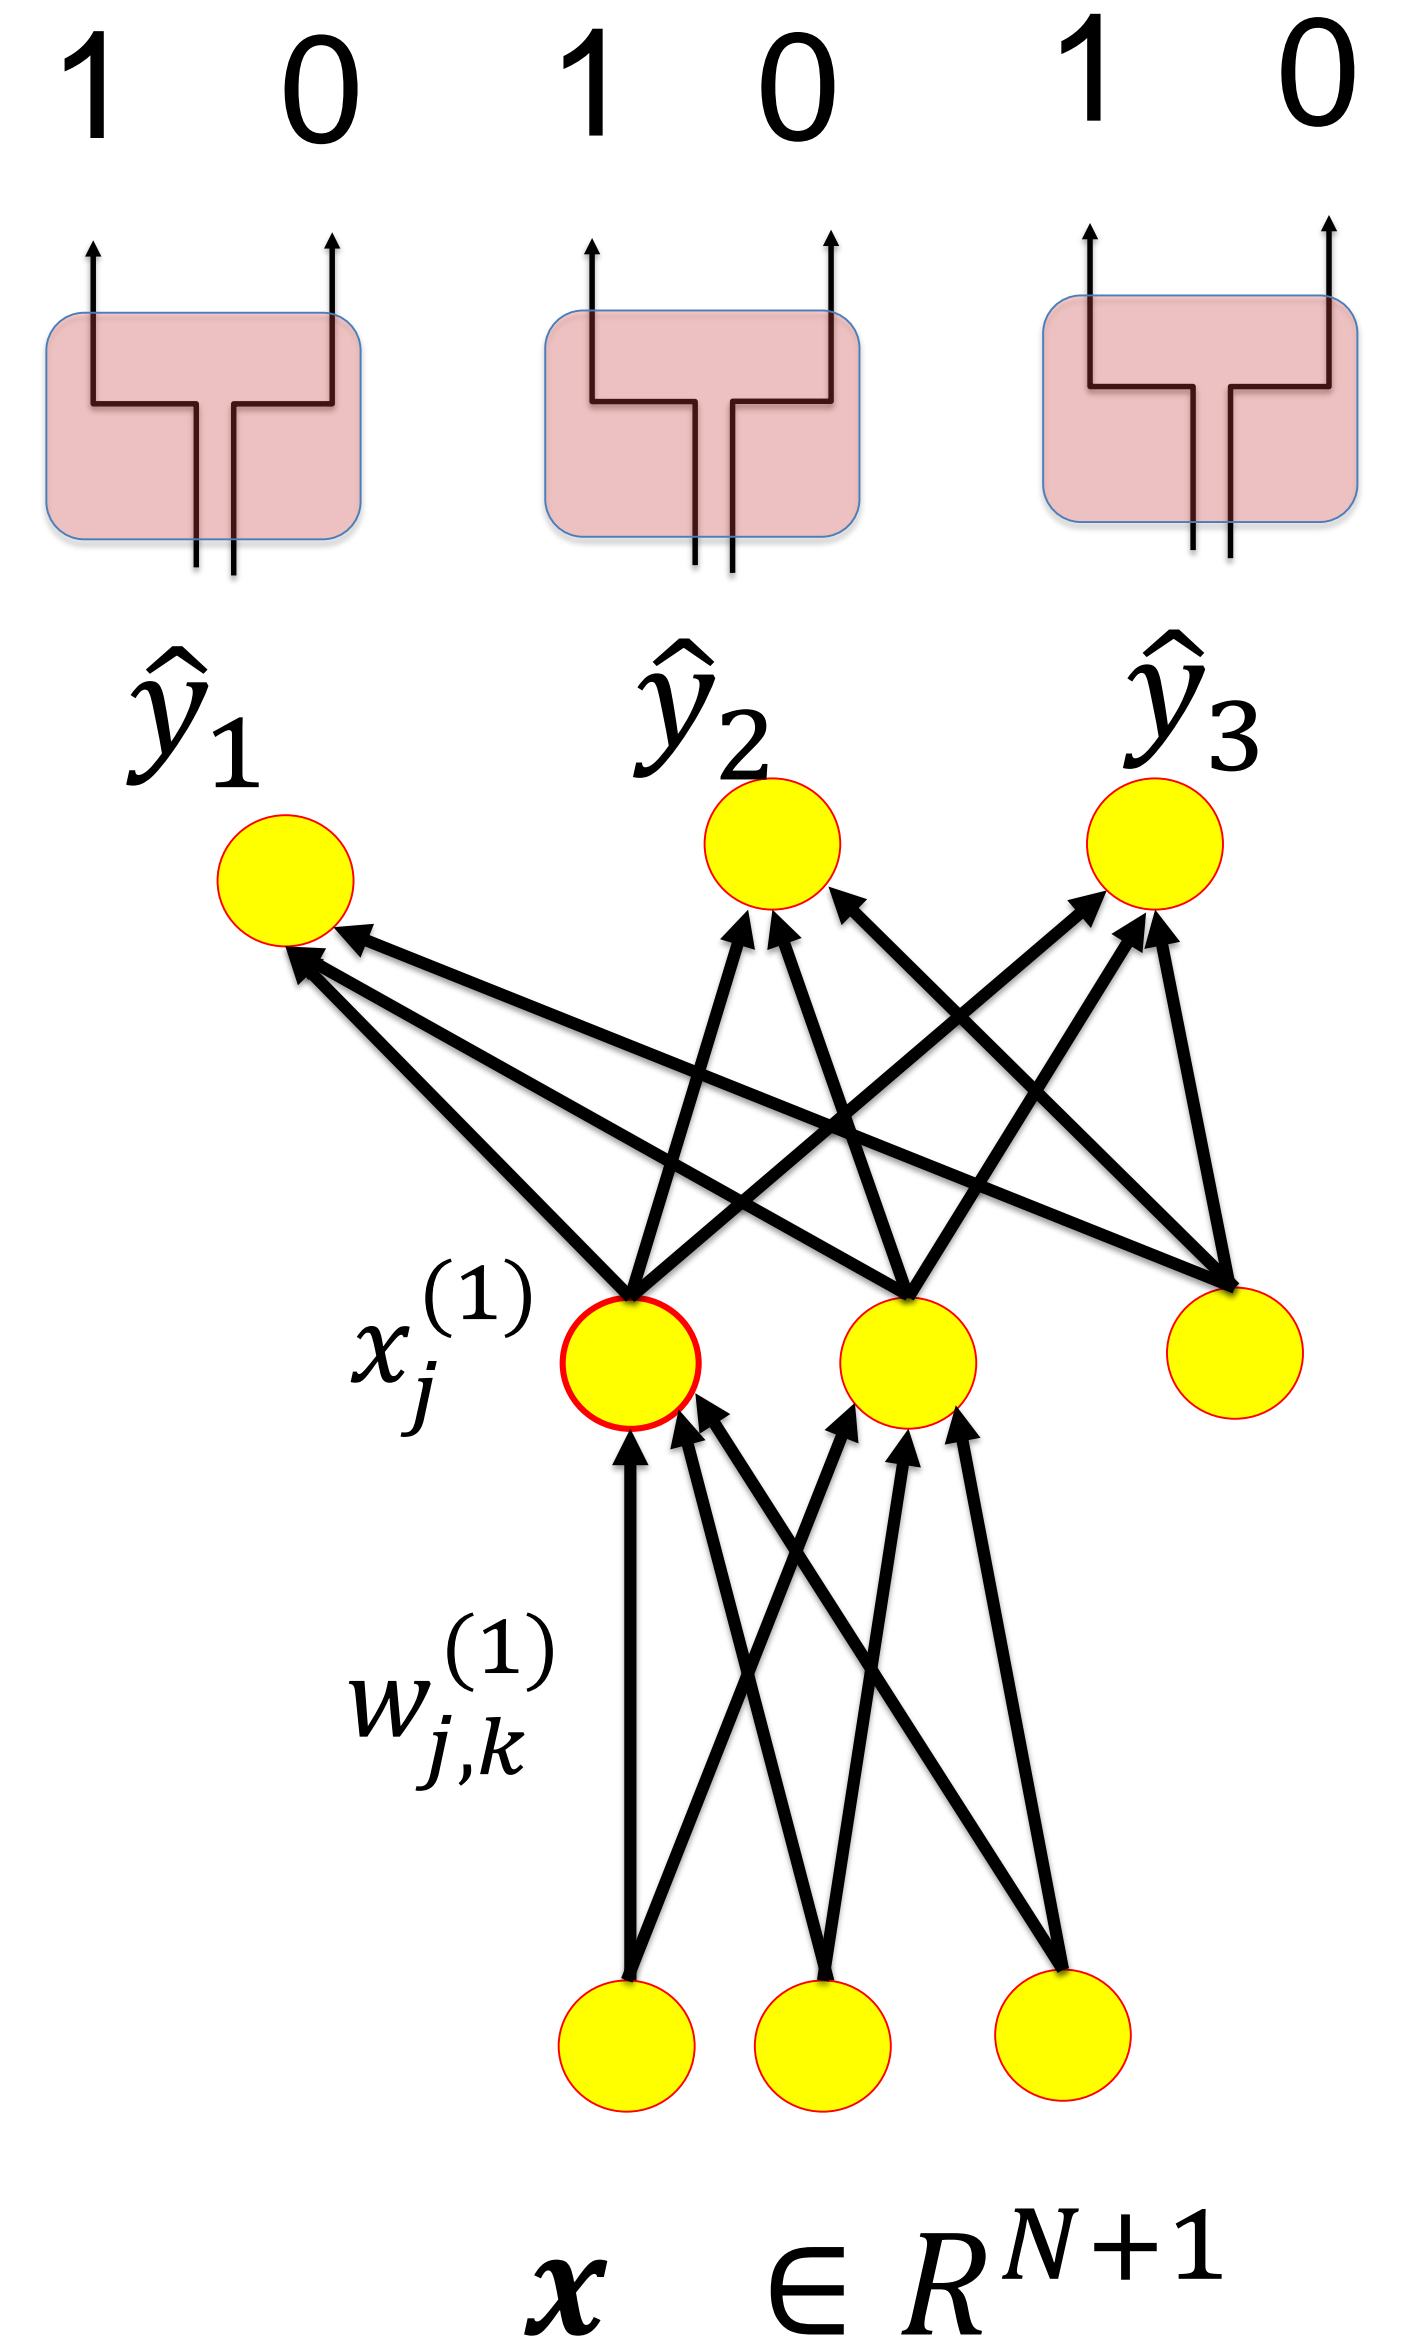 1 0 1 0 1 0
ŷ₁ ŷ₂ ŷ₃
x_j^(1)
w_{j,k}^(1)
x ∈ R^{N+1}